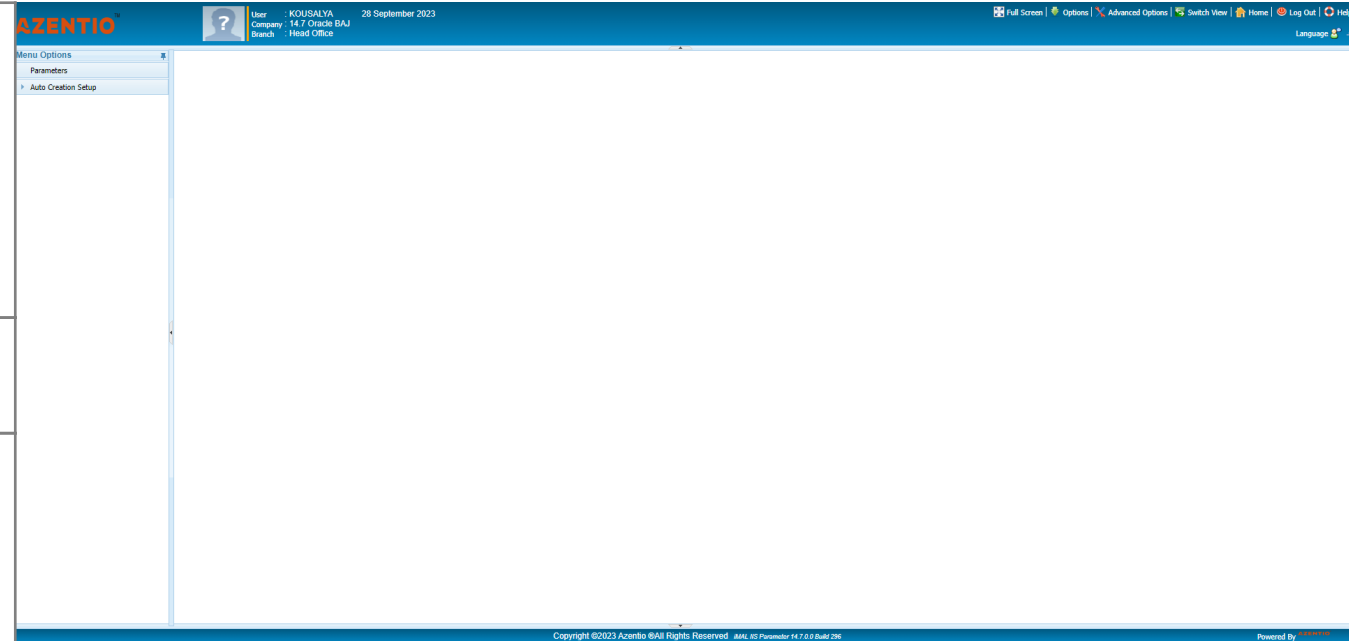 AZENTIO
?
User : KOUSALYA 28 September 2023
Company : 14.7 Oracle BAJ
Branch : Head Office
Full Screen | Options | Advanced Options | Switch View | Home | Log Out | Hel
Language
Menu Options
Parameters
Auto Creation Setup
Copyright ©2023 Azentio ®All Rights Reserved IMAL IIS Parameter 14.7.0.0 Build 296
Powered By AZENTIO